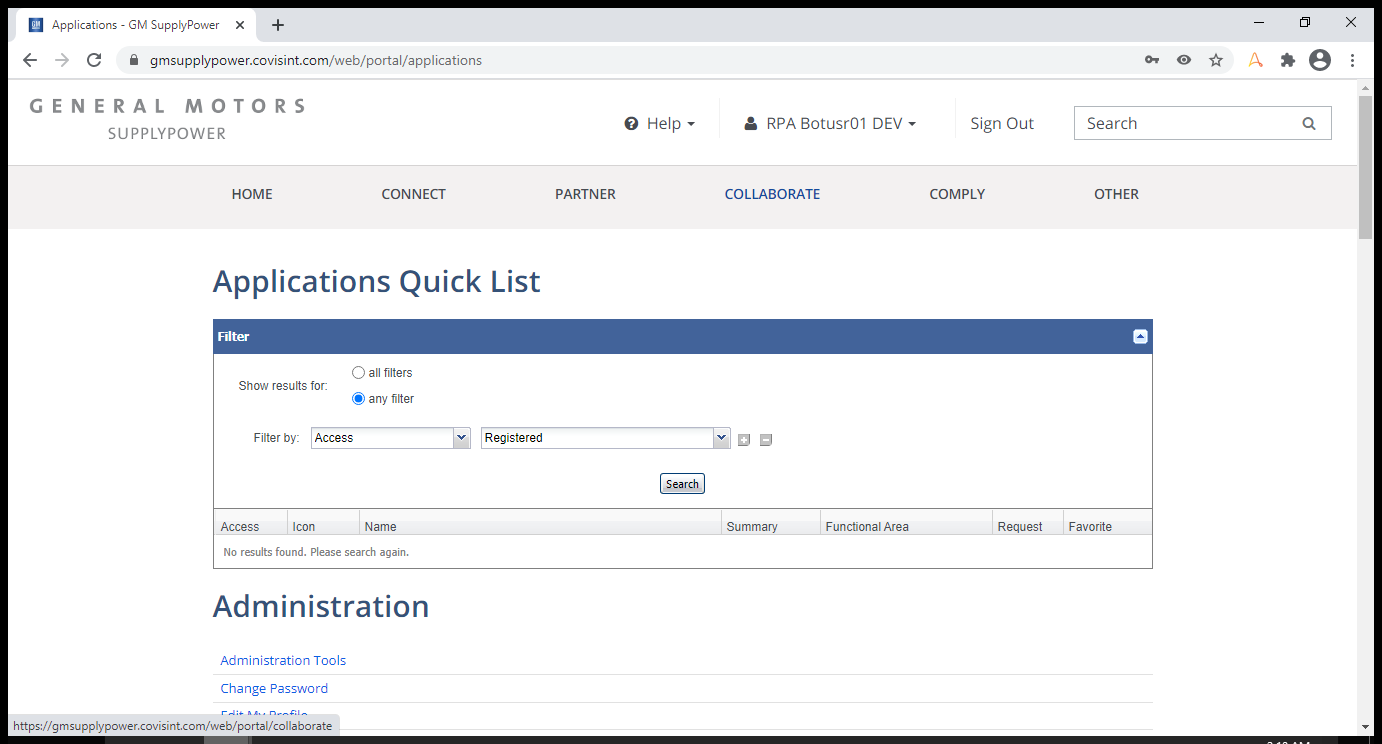 Applications - GM SupplyPower
gmsupplypower.covisint.com/web/portal/applications
GENERAL MOTORS
SUPPLYPOWER
Help
RPA Botusr01 DEV
Sign Out
Search
HOME CONNECT PARTNER COLLABORATE COMPLY OTHER
Applications Quick List
Filter
Show results for:
all filters
any filter
Filter by: Access Registered
Search
Access Icon Name Summary Functional Area Request Favorite
No results found. Please search again.
Administration
Administration Tools
Change Password
Edit My Profile
https://gmsupplypower.covisint.com/web/portal/collaborate